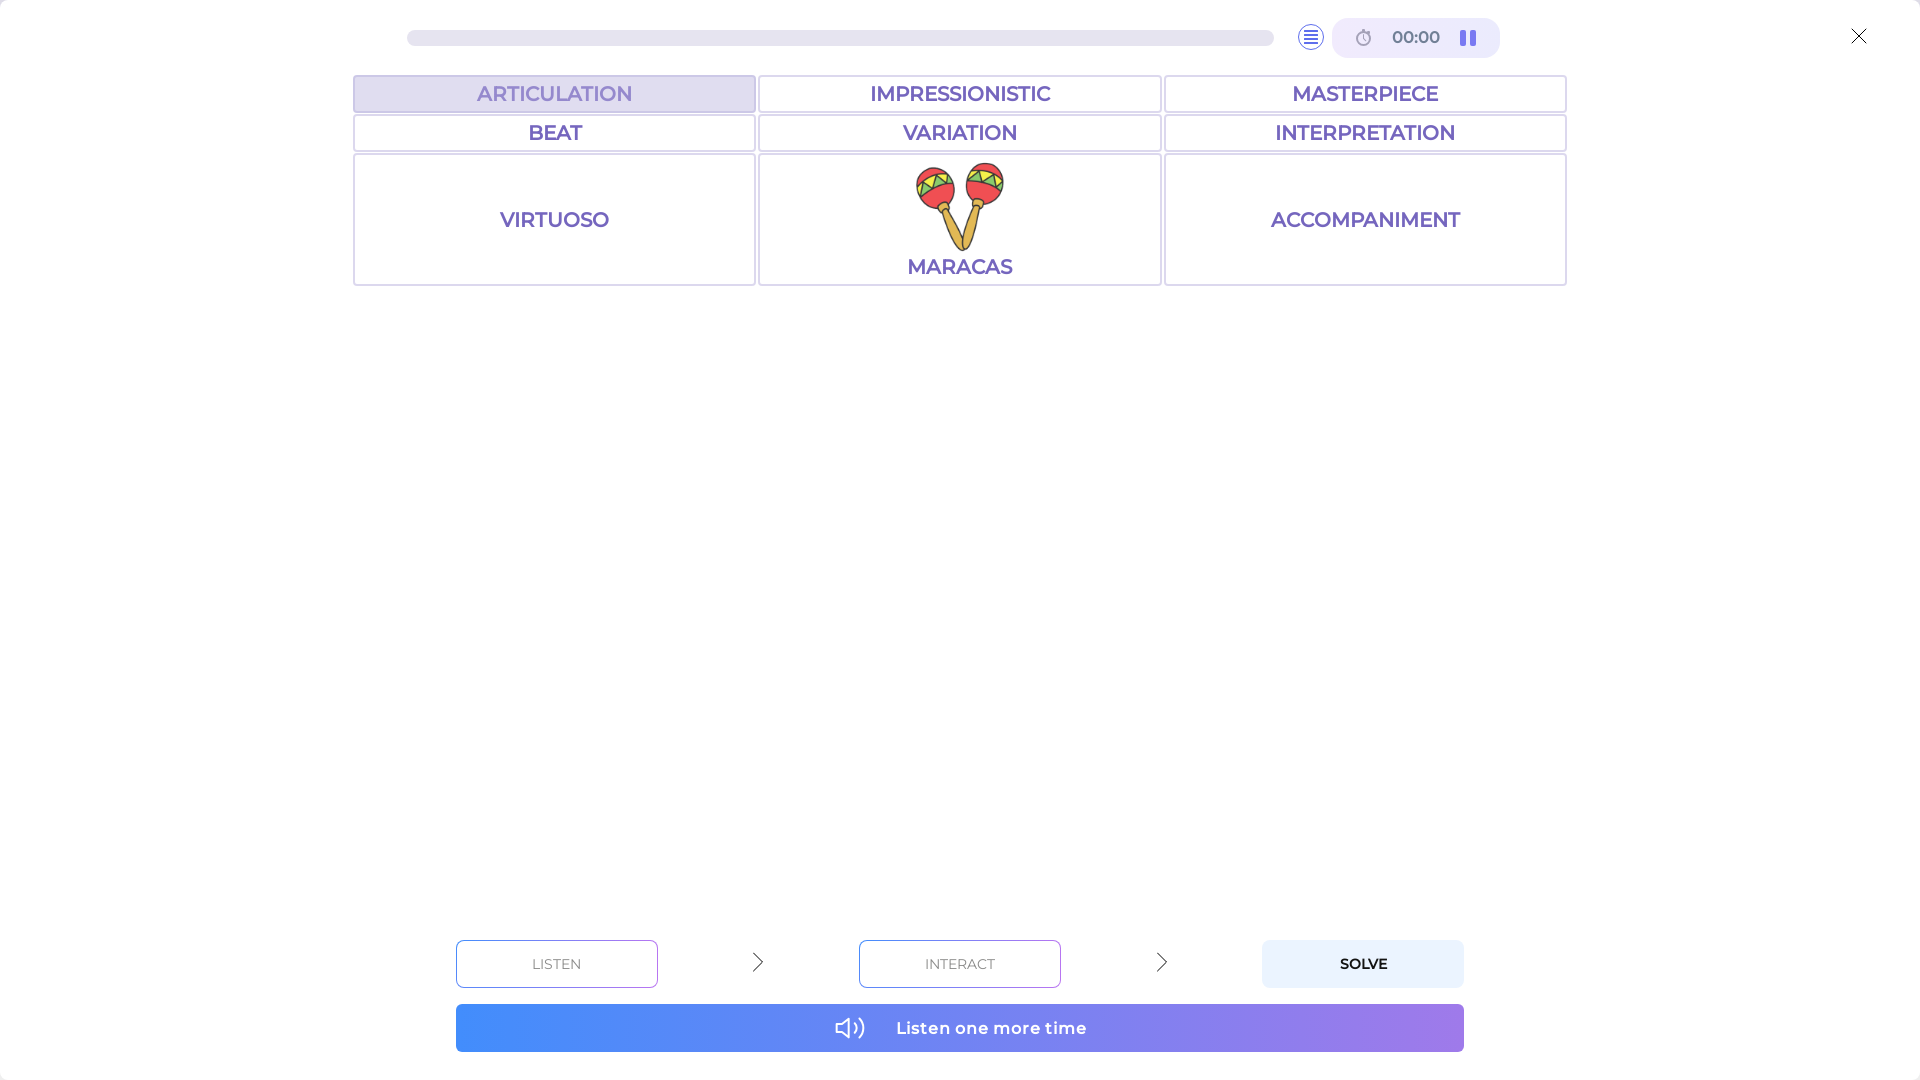 00:00
ARTICULATION
IMPRESSIONISTIC
MASTERPIECE
BEAT
VARIATION
INTERPRETATION
VIRTUOSO
MARACAS
ACCOMPANIMENT
LISTEN
INTERACT
SOLVE
Listen one more time